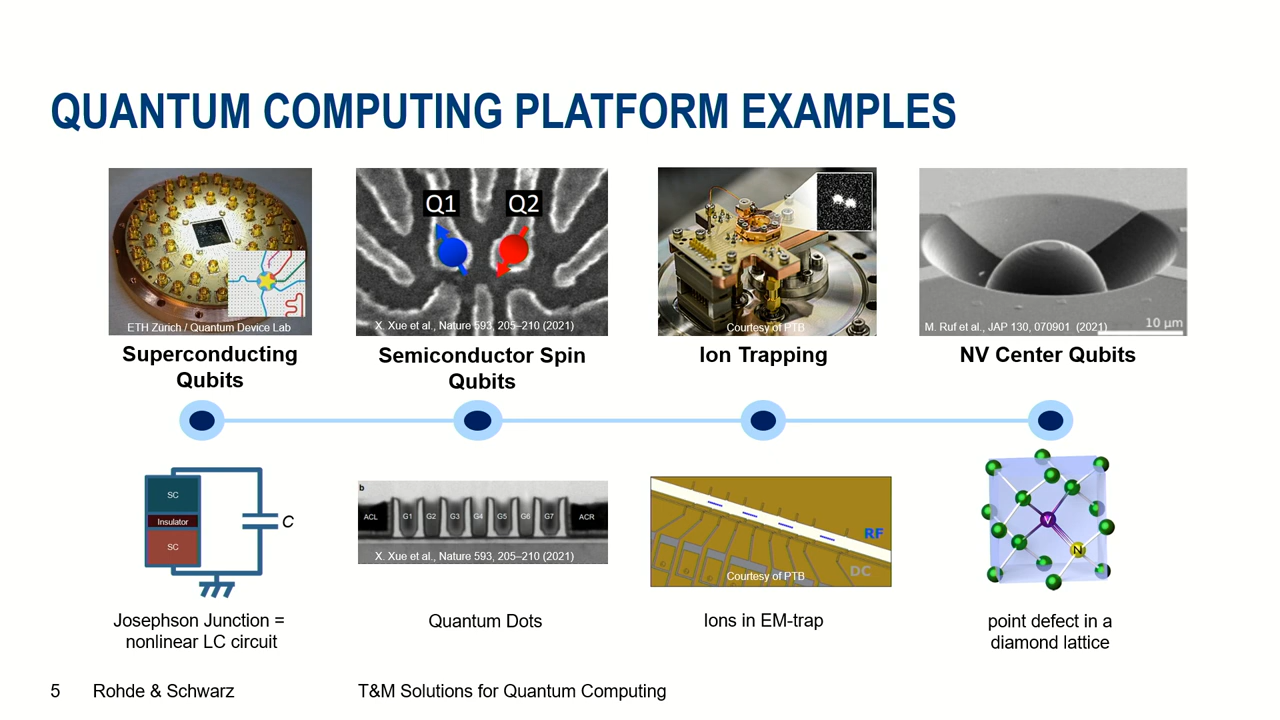 QUANTUM COMPUTING PLATFORM EXAMPLES
ETH Zürich / Quantum Device Lab
Q1 Q2
X. Xue et al., Nature 593, 205–210 (2021)
Courtesy of PTB
M. Ruf et al., JAP 130, 070901 (2021)
10 µm
Superconducting
Qubits
Semiconductor Spin
Qubits
Ion Trapping
NV Center Qubits
SC
Insulator
SC
C
b
ACL G1 G2 G3 G4 G5 G6 G7 ACR
X. Xue et al., Nature 593, 205–210 (2021)
RF
DC
Courtesy of PTB
V
N
Josephson Junction =
nonlinear LC circuit
Quantum Dots
Ions in EM-trap
point defect in a
diamond lattice
5 Rohde & Schwarz T&M Solutions for Quantum Computing